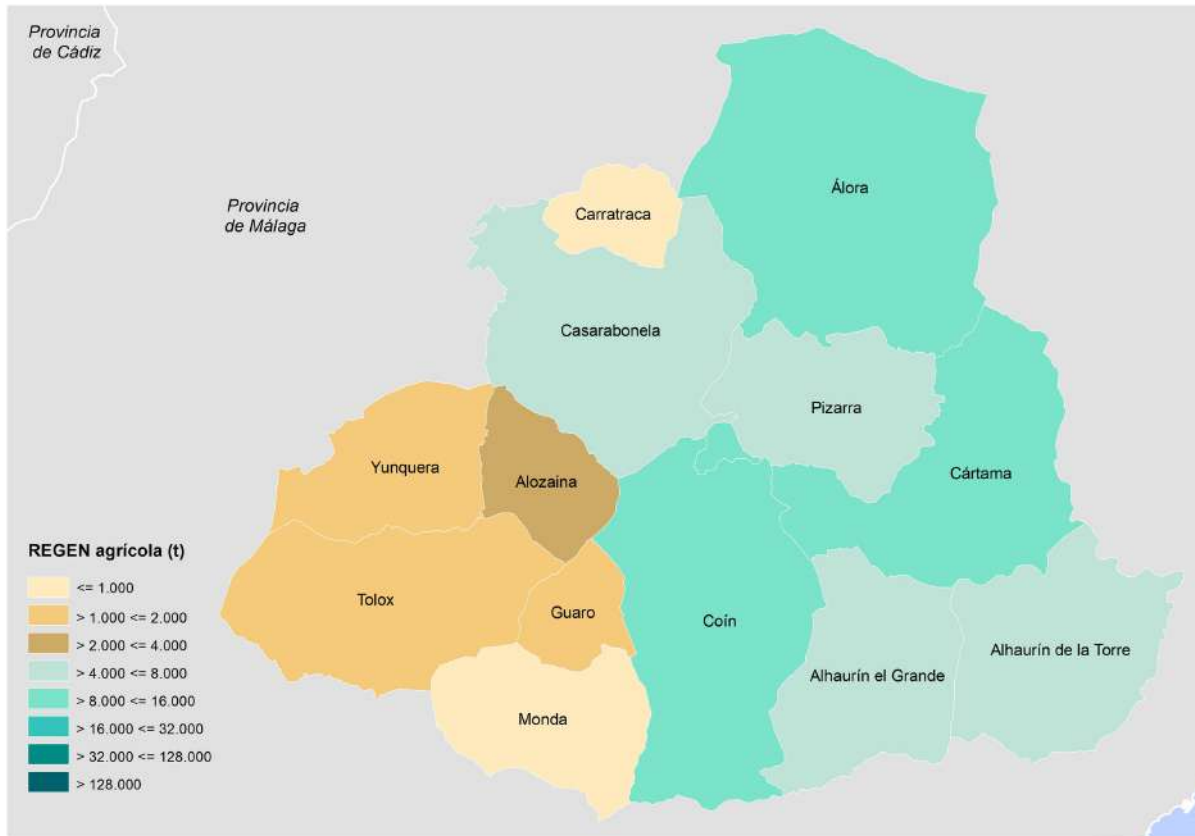 Provincia
de Cádiz
Provincia
de Málaga
Álora
Carratraca
Casarabonela
Pizarra
Yunquera
Alozaina
Cártama
Tolox
Guaro
Coín
Alhaurín el Grande
Alhaurín de la Torre
Monda
REGEN agrícola (t)
<= 1.000
> 1.000 <= 2.000
> 2.000 <= 4.000
> 4.000 <= 8.000
> 8.000 <= 16.000
> 16.000 <= 32.000
> 32.000 <= 128.000
> 128.000